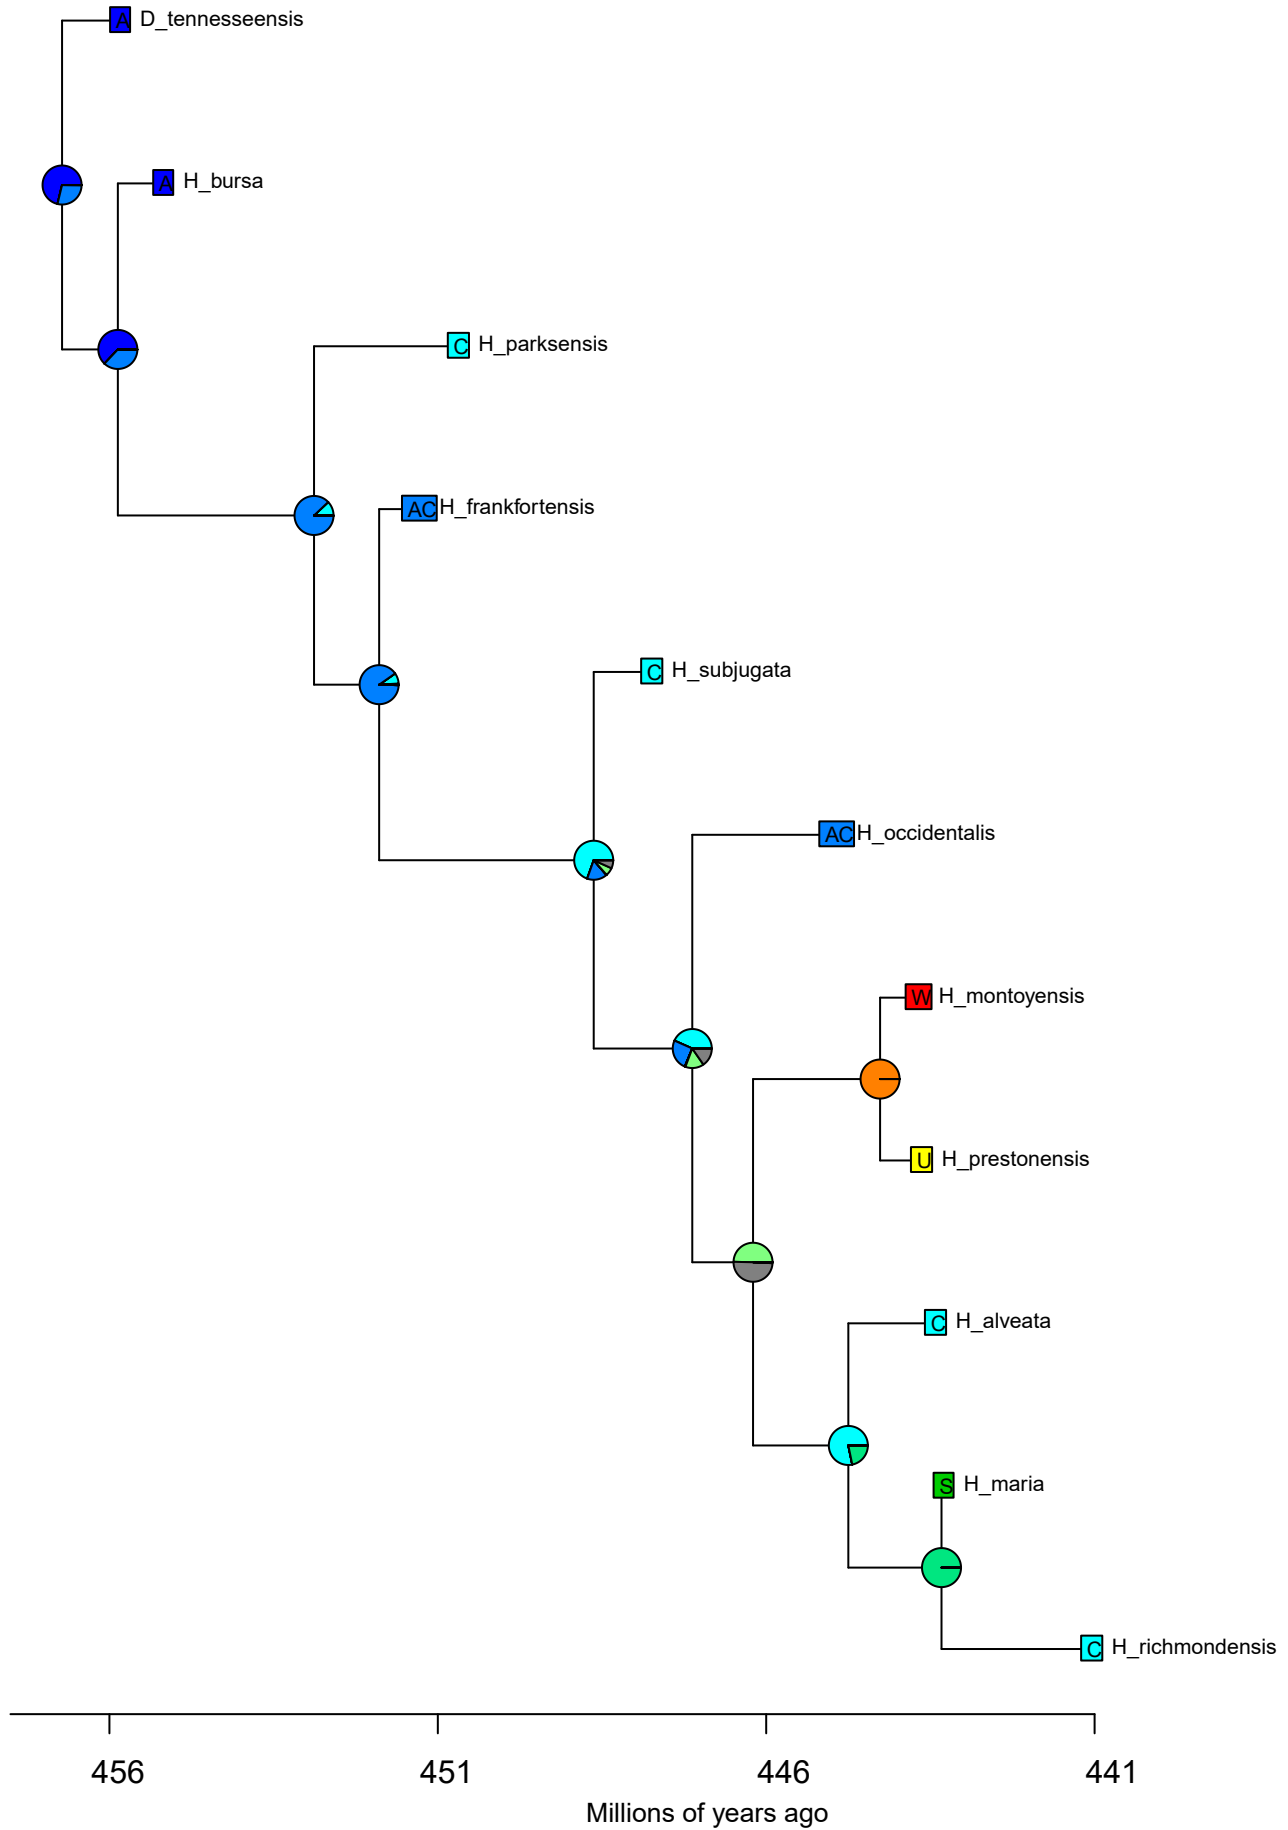 A D_tennesseensis
A H_bursa
C H_parksensis
AC H_frankfortensis
C H_subjugata
AC H_occidentalis
W H_montoyensis
U H_prestonensis
C H_alveata
S H_maria
C H_richmondensis
456 451 446 441
Millions of years ago